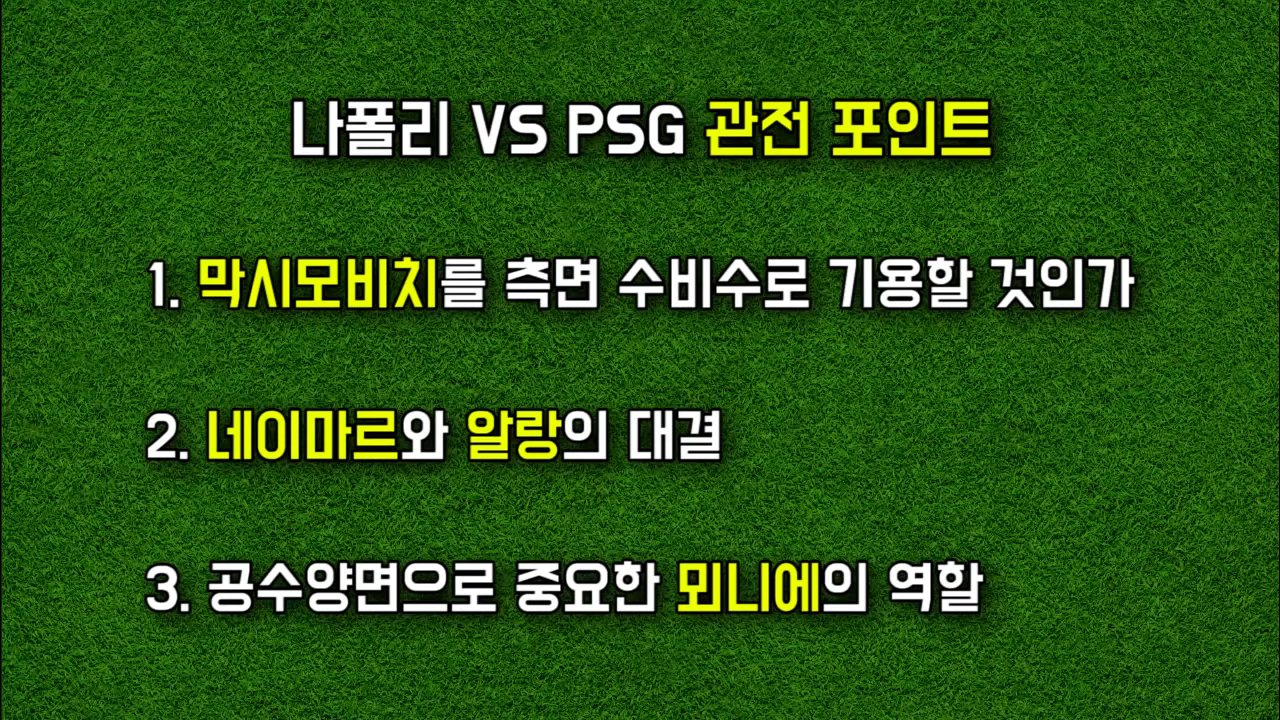 나폴리 VS PSG 관전 포인트
1. 막시모비치를 측면 수비수로 기용할 것인가
2. 네이마르와 알랑의 대결
3. 공수양면으로 중요한 뫼니에의 역할